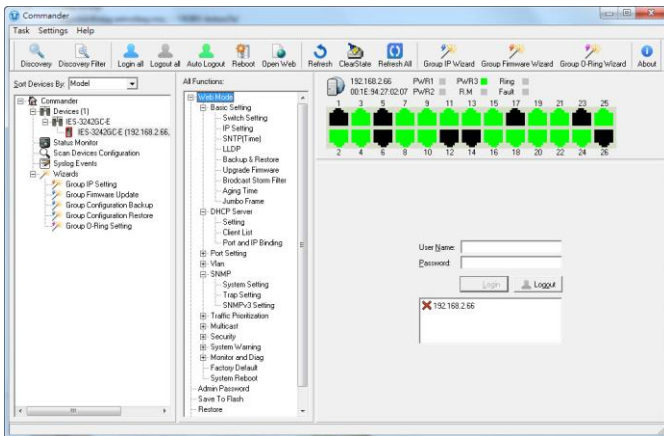 Commander
Task Settings Help
Discovery Discovery Filter Login all Logout all Auto Logout Reboot Open Web Refresh ClearState Refresh All Group IP Wizard Group Firmware Wizard Group O-Ring Wizard About
Sort Devices By: Model
Commander
Devices (1)
IES-3242GC-E
IES-3242GC-E (192.168.2.66,
Status Monitor
Scan Devices Configuration
Syslog Events
Wizards
Group IP Setting
Group Firmware Update
Group Configuration Backup
Group Configuration Restore
Group O-Ring Setting
All Functions:
Web Mode
Basic Setting
Switch Setting
IP Setting
SNTP(Time)
LLDP
Backup & Restore
Upgrade Firmware
Brodcast Storm Filter
Aging Time
Jumbo Frame
DHCP Server
Setting
Client List
Port and IP Binding
Port Setting
Vlan
SNMP
System Setting
Trap Setting
SNMPv3 Setting
Traffic Prioritization
Multicast
Security
System Warning
Monitor and Diag
Factory Default
System Reboot
Admin Password
Save To Flash
Restore
192.168.2.66 PWR1 PWR3 Ring
00:1E:94:27:02:07 PWR2 R.M Fault
1 3 5 7 9 11 13 15 17 19 21 23 25
2 4 6 8 10 12 14 16 18 20 22 24 26
User Name:
Password:
Login Logout
192.168.2.66